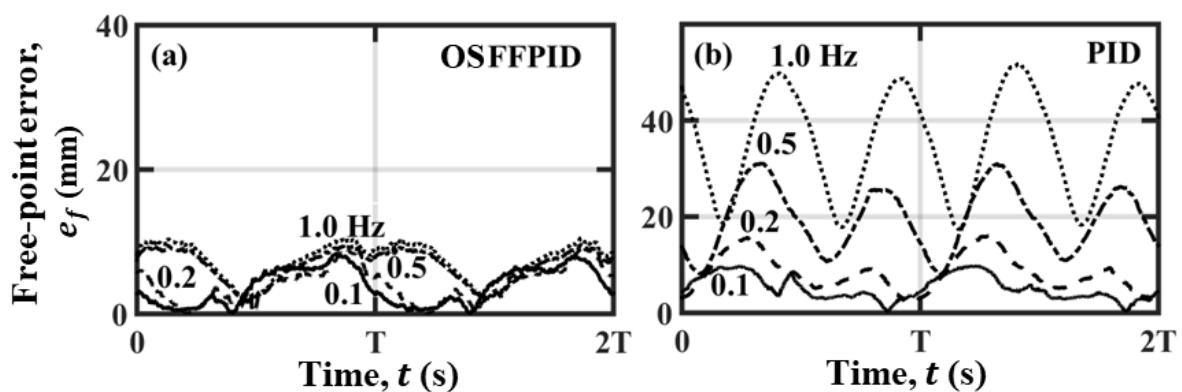 Free-point error,
e_f (mm)
40
20
0
(a)
OSFFPID
1.0 Hz
0.2
0.5
0.1
0
T
2T
Time, t (s)
40
20
0
(b)
PID
1.0 Hz
0.5
0.2
0.1
0
T
2T
Time, t (s)